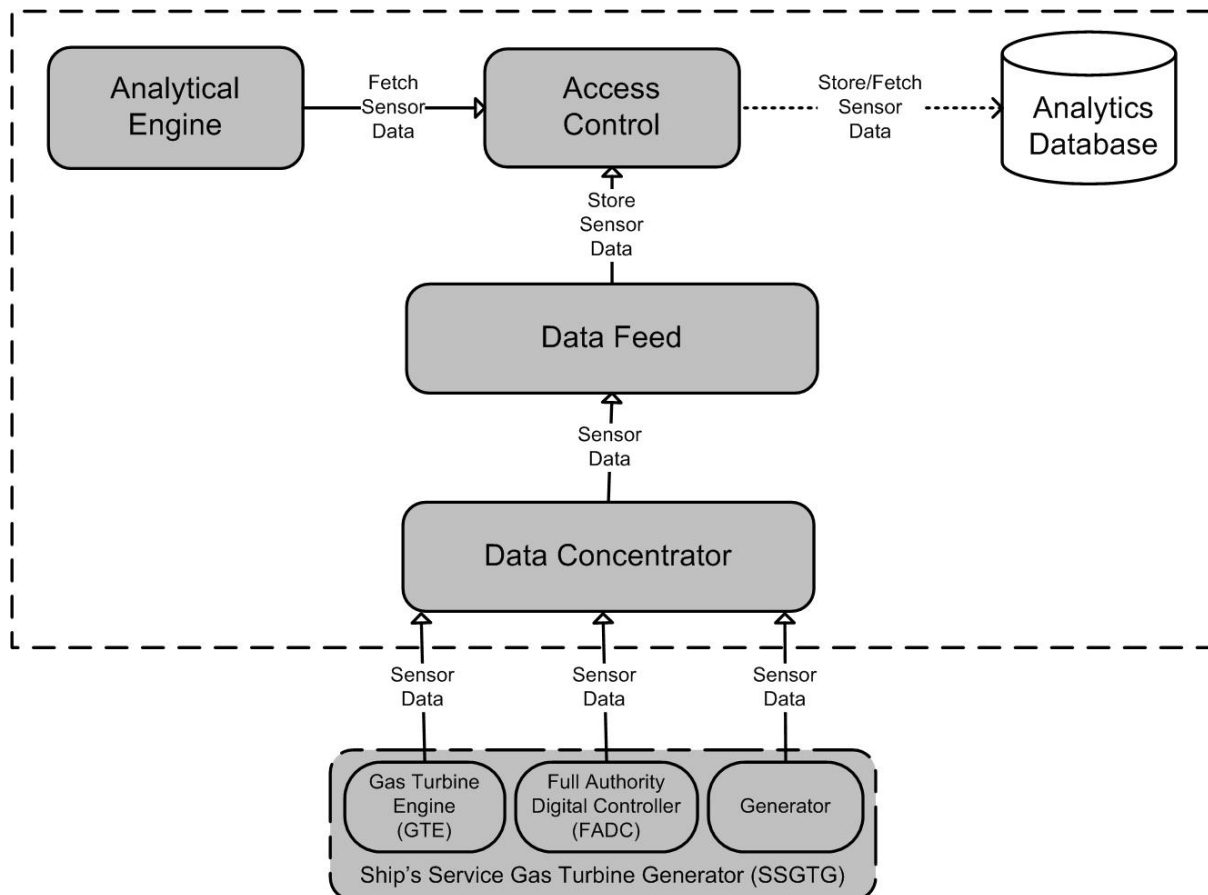 Analytical
Engine
Fetch
Sensor
Data
Access
Control
Store/Fetch
Sensor
Data
Analytics
Database
Store
Sensor
Data
Data Feed
Sensor
Data
Data Concentrator
Sensor
Data
Sensor
Data
Sensor
Data
Gas Turbine
Engine
(GTE)
Full Authority
Digital Controller
(FADC)
Generator
Ship's Service Gas Turbine Generator (SSGTG)